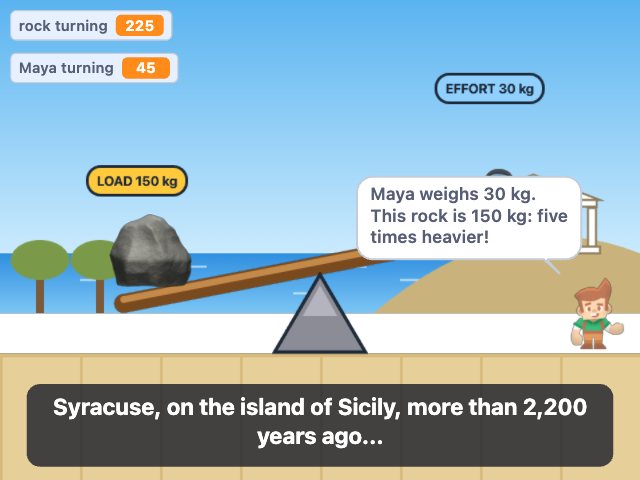 rock turning 225
Maya turning 45
EFFORT 30 kg
LOAD 150 kg
Maya weighs 30 kg.
This rock is 150 kg: five
times heavier!
Syracuse, on the island of Sicily, more than 2,200
years ago...